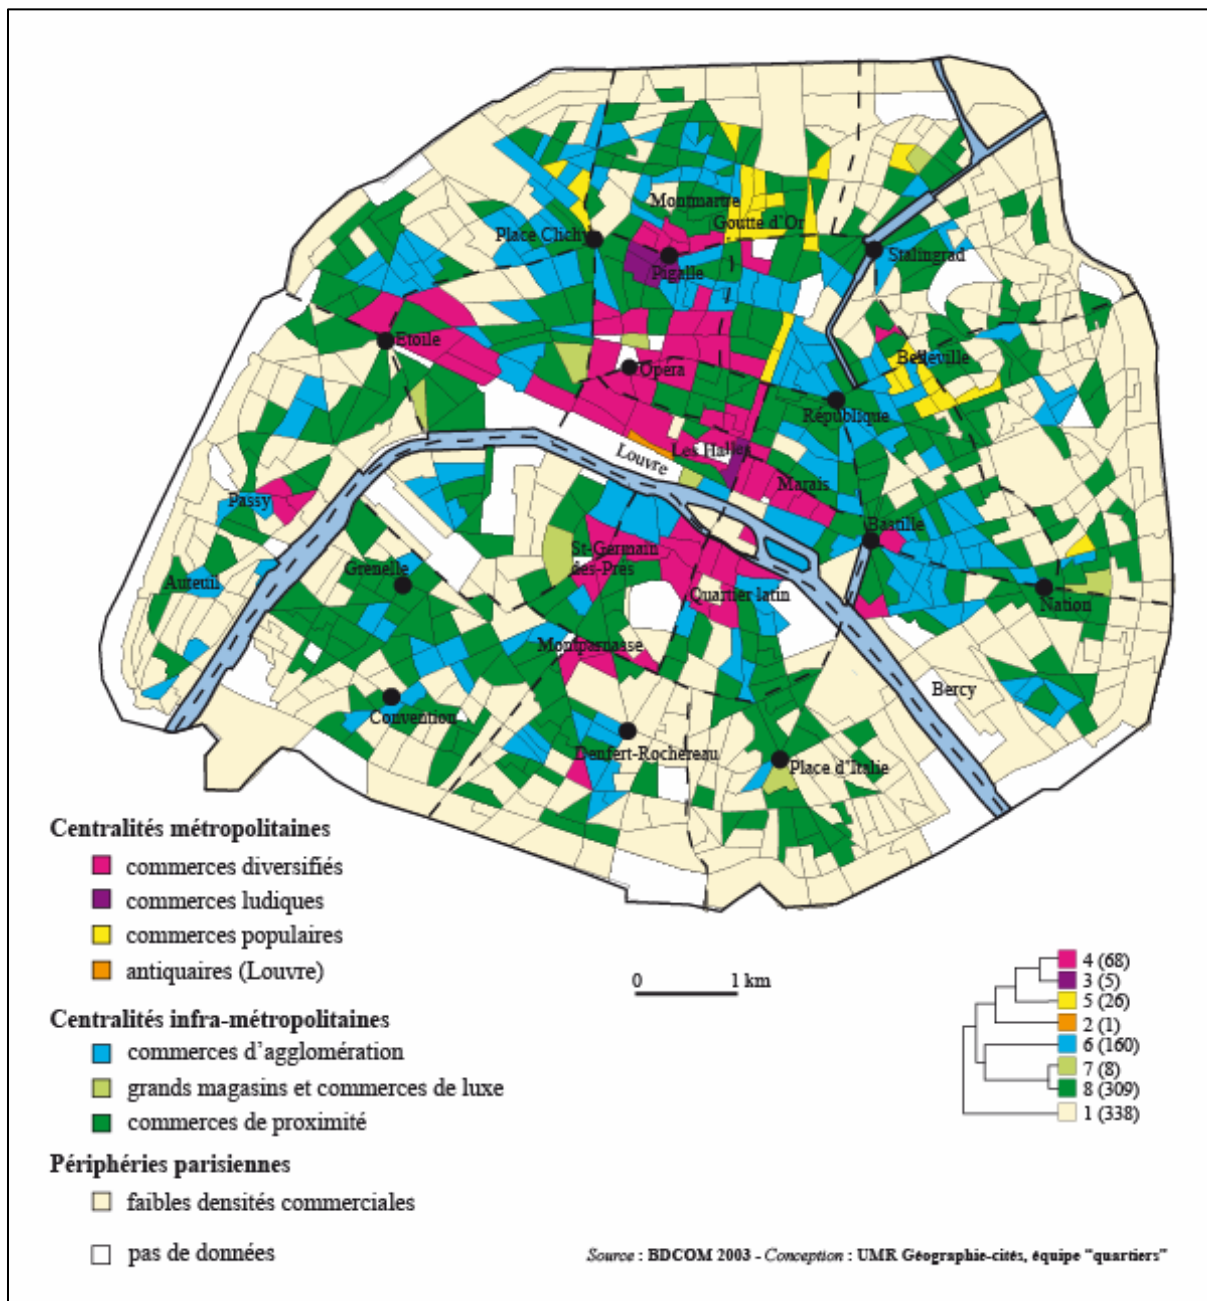 Montmartre
Goutte d'Or
Place Clichy
Pigalle
Stalingrad
Etoile
Opéra
Belleville
République
Les Halles
Louvre
Marais
Passy
Bastille
St-Germain
des-Prés
Auteuil
Grenelle
Quartier latin
Nation
Montparnasse
Bercy
Convention
Denfert-Rochereau
Place d'Italie
Centralités métropolitaines
commerces diversifiés
commerces ludiques
commerces populaires
antiquaires (Louvre)
Centralités infra-métropolitaines
commerces d'agglomération
grands magasins et commerces de luxe
commerces de proximité
Périphéries parisiennes
faibles densités commerciales
pas de données
0 1 km
4 (68)
3 (5)
5 (26)
2 (1)
6 (160)
7 (8)
8 (309)
1 (338)
Source : BDCOM 2003 - Conception : UMR Géographie-cités, équipe "quartiers"